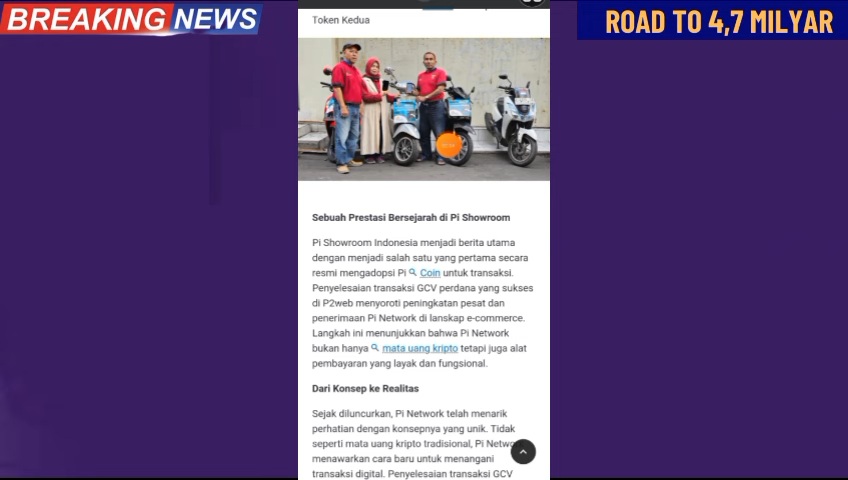 BREAKING NEWS
ROAD TO 4,7 MILYAR
Token Kedua
Sebuah Prestasi Bersejarah di Pi Showroom
Pi Showroom Indonesia menjadi berita utama
dengan menjadi salah satu yang pertama secara
resmi mengadopsi Pi Coin untuk transaksi.
Penyelesaian transaksi GCV perdana yang sukses
di P2web menyoroti peningkatan pesat dan
penerimaan Pi Network di lanskap e-commerce.
Langkah ini menunjukkan bahwa Pi Network
bukan hanya mata uang kripto tetapi juga alat
pembayaran yang layak dan fungsional.
Dari Konsep ke Realitas
Sejak diluncurkan, Pi Network telah menarik
perhatian dengan konsepnya yang unik. Tidak
seperti mata uang kripto tradisional, Pi Network
menawarkan cara baru untuk menangani
transaksi digital. Penyelesaian transaksi GCV